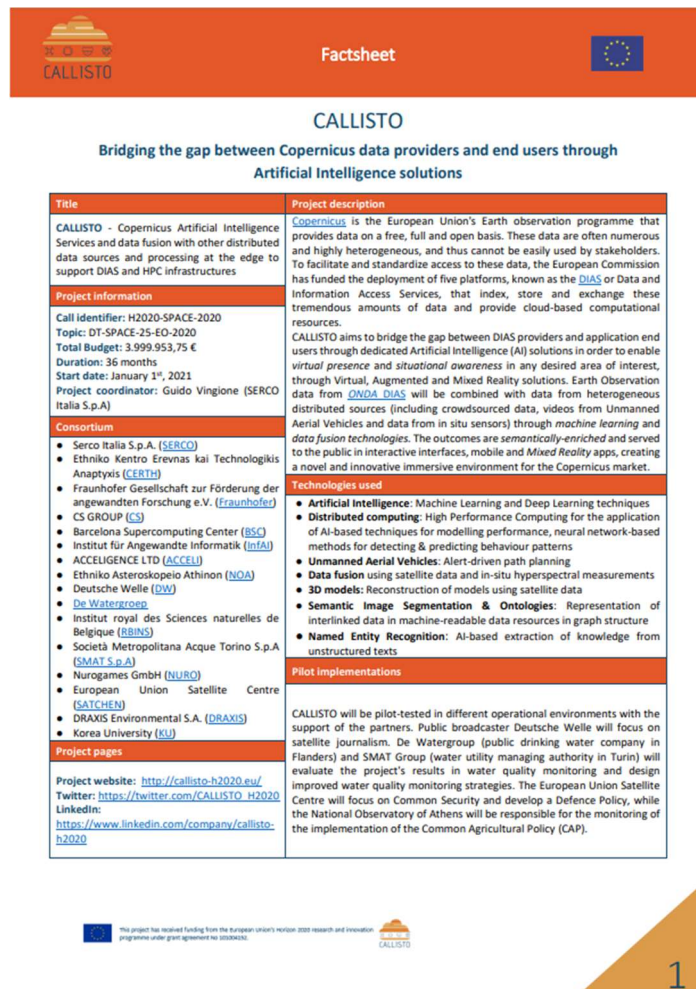 CALLISTO
Factsheet
CALLISTO
Bridging the gap between Copernicus data providers and end users through
Artificial Intelligence solutions
Title
CALLISTO - Copernicus Artificial Intelligence
Services and data fusion with other distributed
data sources and processing at the edge to
support DIAS and HPC infrastructures
Project information
Call identifier: H2020-SPACE-2020
Topic: DT-SPACE-25-EO-2020
Total Budget: 3.999.953,75 €
Duration: 36 months
Start date: January 1st, 2021
Project coordinator: Guido Vingione (SERCO
Italia S.p.A)
Consortium
● Serco Italia S.p.A. (SERCO)
● Ethniko Kentro Erevnas kai Technologikis
Anaptyxis (CERTH)
● Fraunhofer Gesellschaft zur Förderung der
angewandten Forschung e.V. (Fraunhofer)
● CS GROUP (CS)
● Barcelona Supercomputing Center (BSC)
● Institut für Angewandte Informatik (InfAI)
● ACCELIGENCE LTD (ACCELI)
● Ethniko Asteroskopeio Athinon (NOA)
● Deutsche Welle (DW)
● De Watergroep
● Institut royal des Sciences naturelles de
Belgique (RBINS)
● Società Metropolitana Acque Torino S.p.A
(SMAT S.p.A)
● Nurogames GmbH (NURO)
● European Union Satellite Centre
(SATCHEN)
● DRAXIS Environmental S.A. (DRAXIS)
● Korea University (KU)
Project pages
Project website: http://callisto-h2020.eu/
Twitter: https://twitter.com/CALLISTO_H2020
LinkedIn:
https://www.linkedin.com/company/callisto-
h2020
Project description
Copernicus is the European Union's Earth observation programme that
provides data on a free, full and open basis. These data are often numerous
and highly heterogeneous, and thus cannot be easily used by stakeholders.
To facilitate and standardize access to these data, the European Commission
has funded the deployment of five platforms, known as the DIAS or Data and
Information Access Services, that index, store and exchange these
tremendous amounts of data and provide cloud-based computational
resources.
CALLISTO aims to bridge the gap between DIAS providers and application end
users through dedicated Artificial Intelligence (AI) solutions in order to enable
virtual presence and situational awareness in any desired area of interest,
through Virtual, Augmented and Mixed Reality solutions. Earth Observation
data from ONDA DIAS will be combined with data from heterogeneous
distributed sources (including crowdsourced data, videos from Unmanned
Aerial Vehicles and data from in situ sensors) through machine learning and
data fusion technologies. The outcomes are semantically-enriched and served
to the public in interactive interfaces, mobile and Mixed Reality apps, creating
a novel and innovative immersive environment for the Copernicus market.
Technologies used
● Artificial Intelligence: Machine Learning and Deep Learning techniques
● Distributed computing: High Performance Computing for the application
of AI-based techniques for modelling performance, neural network-based
methods for detecting & predicting behaviour patterns
● Unmanned Aerial Vehicles: Alert-driven path planning
● Data fusion using satellite data and in-situ hyperspectral measurements
● 3D models: Reconstruction of models using satellite data
● Semantic Image Segmentation & Ontologies: Representation of
interlinked data in machine-readable data resources in graph structure
● Named Entity Recognition: AI-based extraction of knowledge from
unstructured texts
Pilot implementations
CALLISTO will be pilot-tested in different operational environments with the
support of the partners. Public broadcaster Deutsche Welle will focus on
satellite journalism. De Watergroup (public drinking water company in
Flanders) and SMAT Group (water utility managing authority in Turin) will
evaluate the project's results in water quality monitoring and design
improved water quality monitoring strategies. The European Union Satellite
Centre will focus on Common Security and develop a Defence Policy, while
the National Observatory of Athens will be responsible for the monitoring of
the implementation of the Common Agricultural Policy (CAP).
This project has received funding from the European Union's Horizon 2020 research and innovation
programme under grant agreement No 101004152.
CALLISTO
1